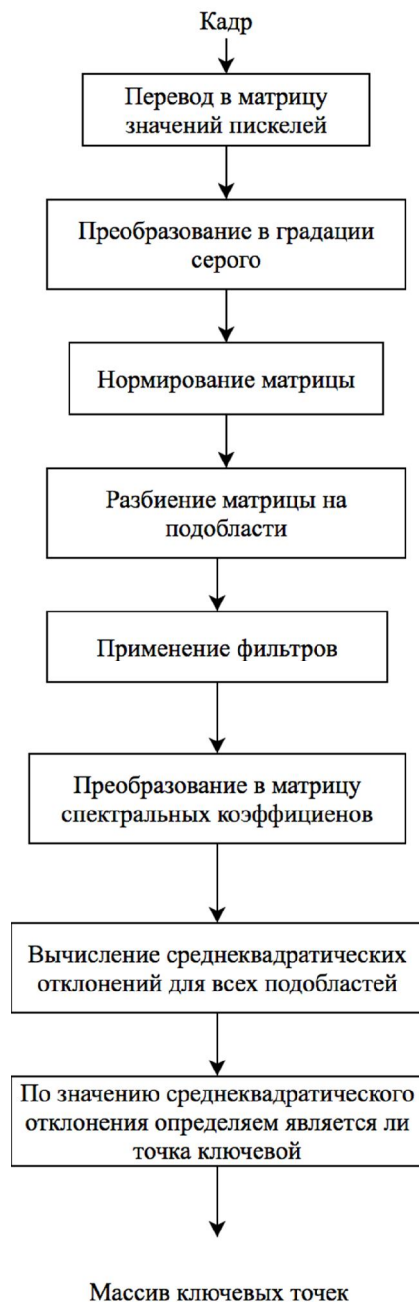 Кадр
Перевод в матрицу
значений пискелей
Преобразование в градации
серого
Нормирование матрицы
Разбиение матрицы на
подобласти
Применение фильтров
Преобразование в матрицу
спектральных коэффициенов
Вычисление среднеквадратических
отклонений для всех подобластей
По значению среднеквадратического
отклонения определяем является ли
точка ключевой
Массив ключевых точек